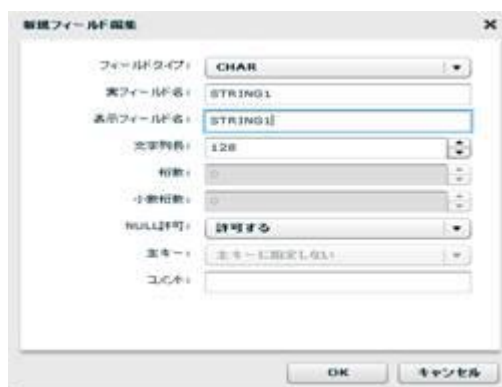 新規フィールド編集
フィールドタイプ: CHAR
実フィールド名: STRING1
表示フィールド名: STRING1
文字列長: 128
桁数: 0
小数桁数: 0
NULL許可: 許可する
主キー: 主キーに設定しない
コメント:
OK キャンセル